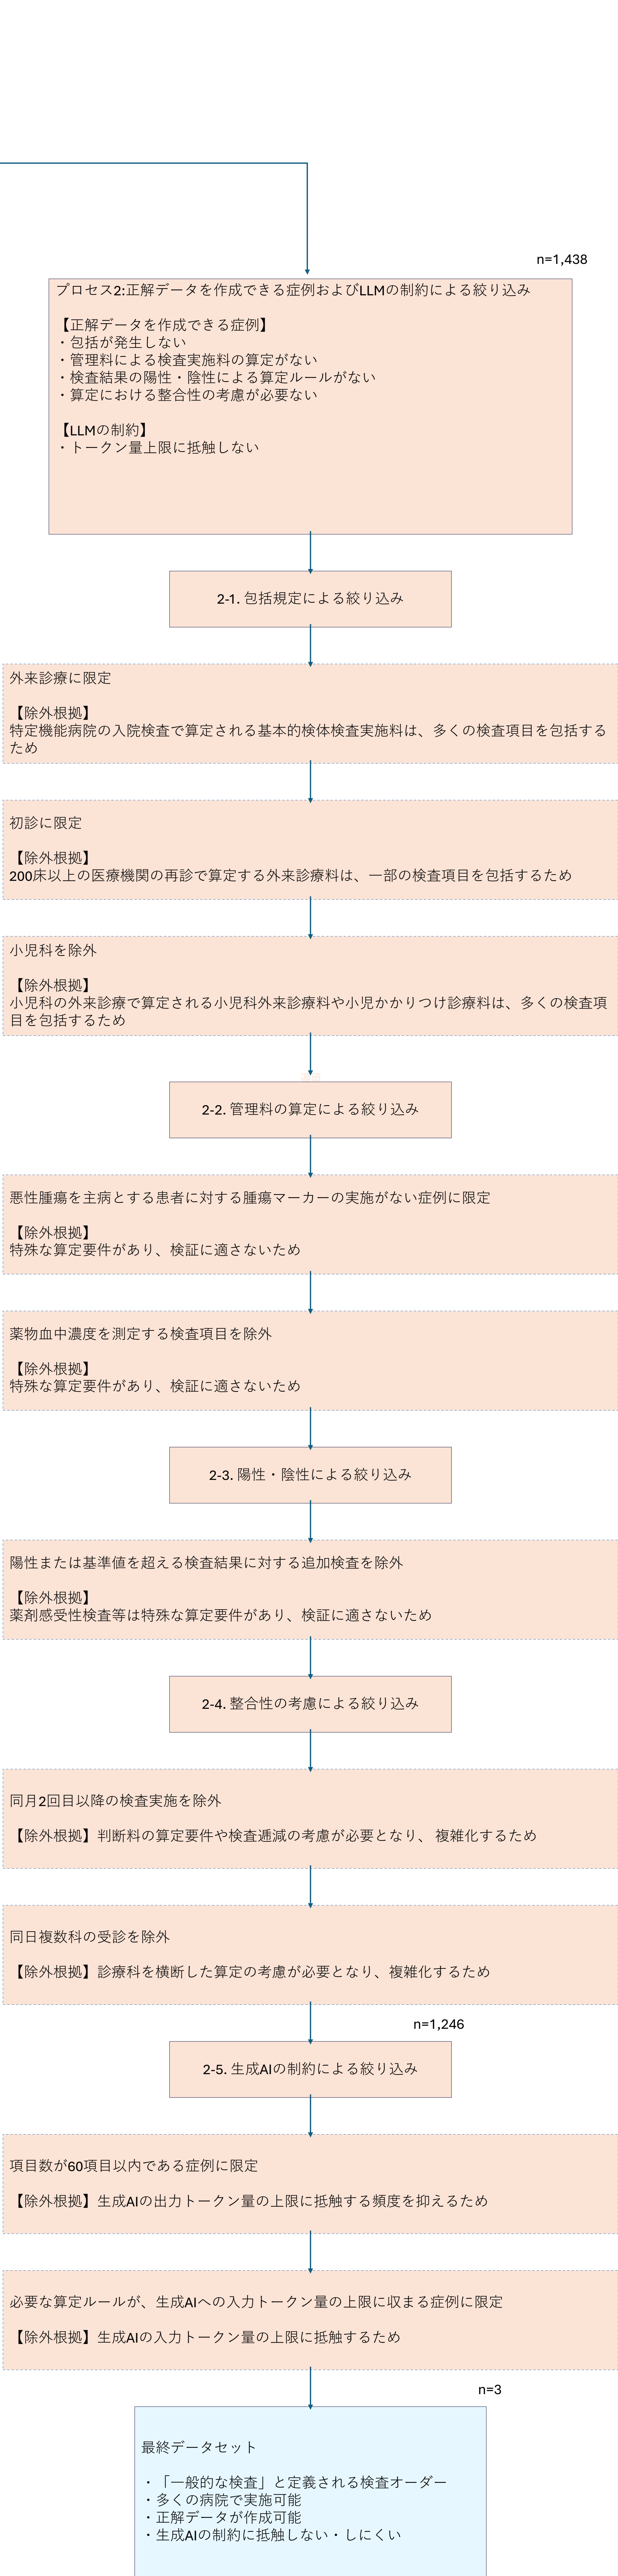 n=1,438
プロセス2:正解データを作成できる症例およびLLMの制約による絞り込み
【正解データを作成できる症例】
・包括が発生しない
・管理料による検査実施料の算定がない
・検査結果の陽性・陰性による算定ルールがない
・算定における整合性の考慮が必要ない
【LLMの制約】
・トークン量上限に抵触しない
2-1. 包括規定による絞り込み
外来診療に限定
【除外根拠】
特定機能病院の入院検査で算定される基本的検体検査実施料は、多くの検査項目を包括する
ため
初診に限定
【除外根拠】
200床以上の医療機関の再診で算定する外来診療料は、一部の検査項目を包括するため
小児科を除外
【除外根拠】
小児科の外来診療で算定される小児科外来診療料や小児かかりつけ診療料は、多くの検査項
目を包括するため
2-2. 管理料の算定による絞り込み
悪性腫瘍を主病とする患者に対する腫瘍マーカーの実施がない症例に限定
【除外根拠】
特殊な算定要件があり、検証に適さないため
薬物血中濃度を測定する検査項目を除外
【除外根拠】
特殊な算定要件があり、検証に適さないため
2-3. 陽性・陰性による絞り込み
陽性または基準値を超える検査結果に対する追加検査を除外
【除外根拠】
薬剤感受性検査等は特殊な算定要件があり、検証に適さないため
2-4. 整合性の考慮による絞り込み
同月2回目以降の検査実施を除外
【除外根拠】判断料の算定要件や検査逓減の考慮が必要となり、 複雑化するため
同日複数科の受診を除外
【除外根拠】診療科を横断した算定の考慮が必要となり、複雑化するため
n=1,246
2-5. 生成AIの制約による絞り込み
項目数が60項目以内である症例に限定
【除外根拠】生成AIの出力トークン量の上限に抵触する頻度を抑えるため
必要な算定ルールが、生成AIへの入力トークン量の上限に収まる症例に限定
【除外根拠】生成AIの入力トークン量の上限に抵触するため
n=3
最終データセット
・「一般的な検査」と定義される検査オーダー
・多くの病院で実施可能
・正解データが作成可能
・生成AIの制約に抵触しない・しにくい